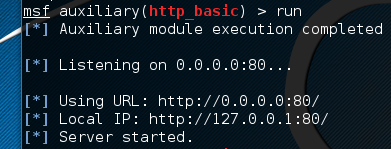 msf auxiliary(http_basic) > run
[*] Auxiliary module execution completed
[*] Listening on 0.0.0.0:80...
[*] Using URL: http://0.0.0.0:80/
[*] Local IP: http://127.0.0.1:80/
[*] Server started.